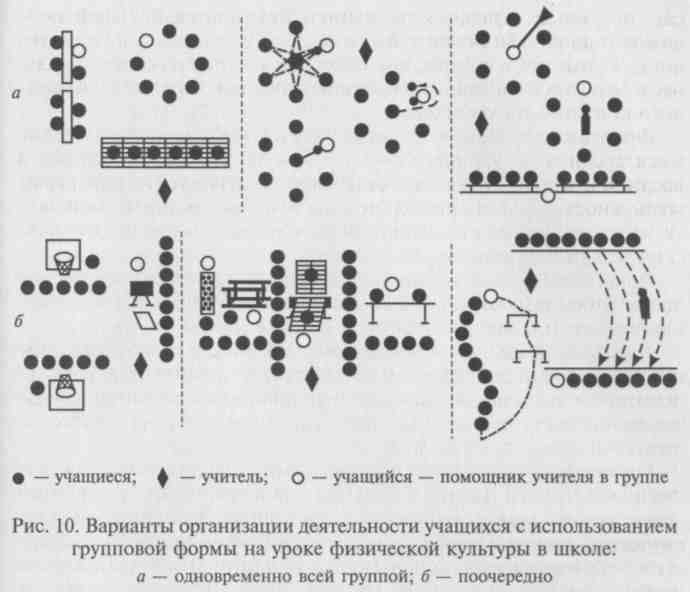 а
б
— учащиеся; — учитель; — учащийся — помощник учителя в группе
Рис. 10. Варианты организации деятельности учащихся с использованием
групповой формы на уроке физической культуры в школе:
а — одновременно всей группой; б — поочередно